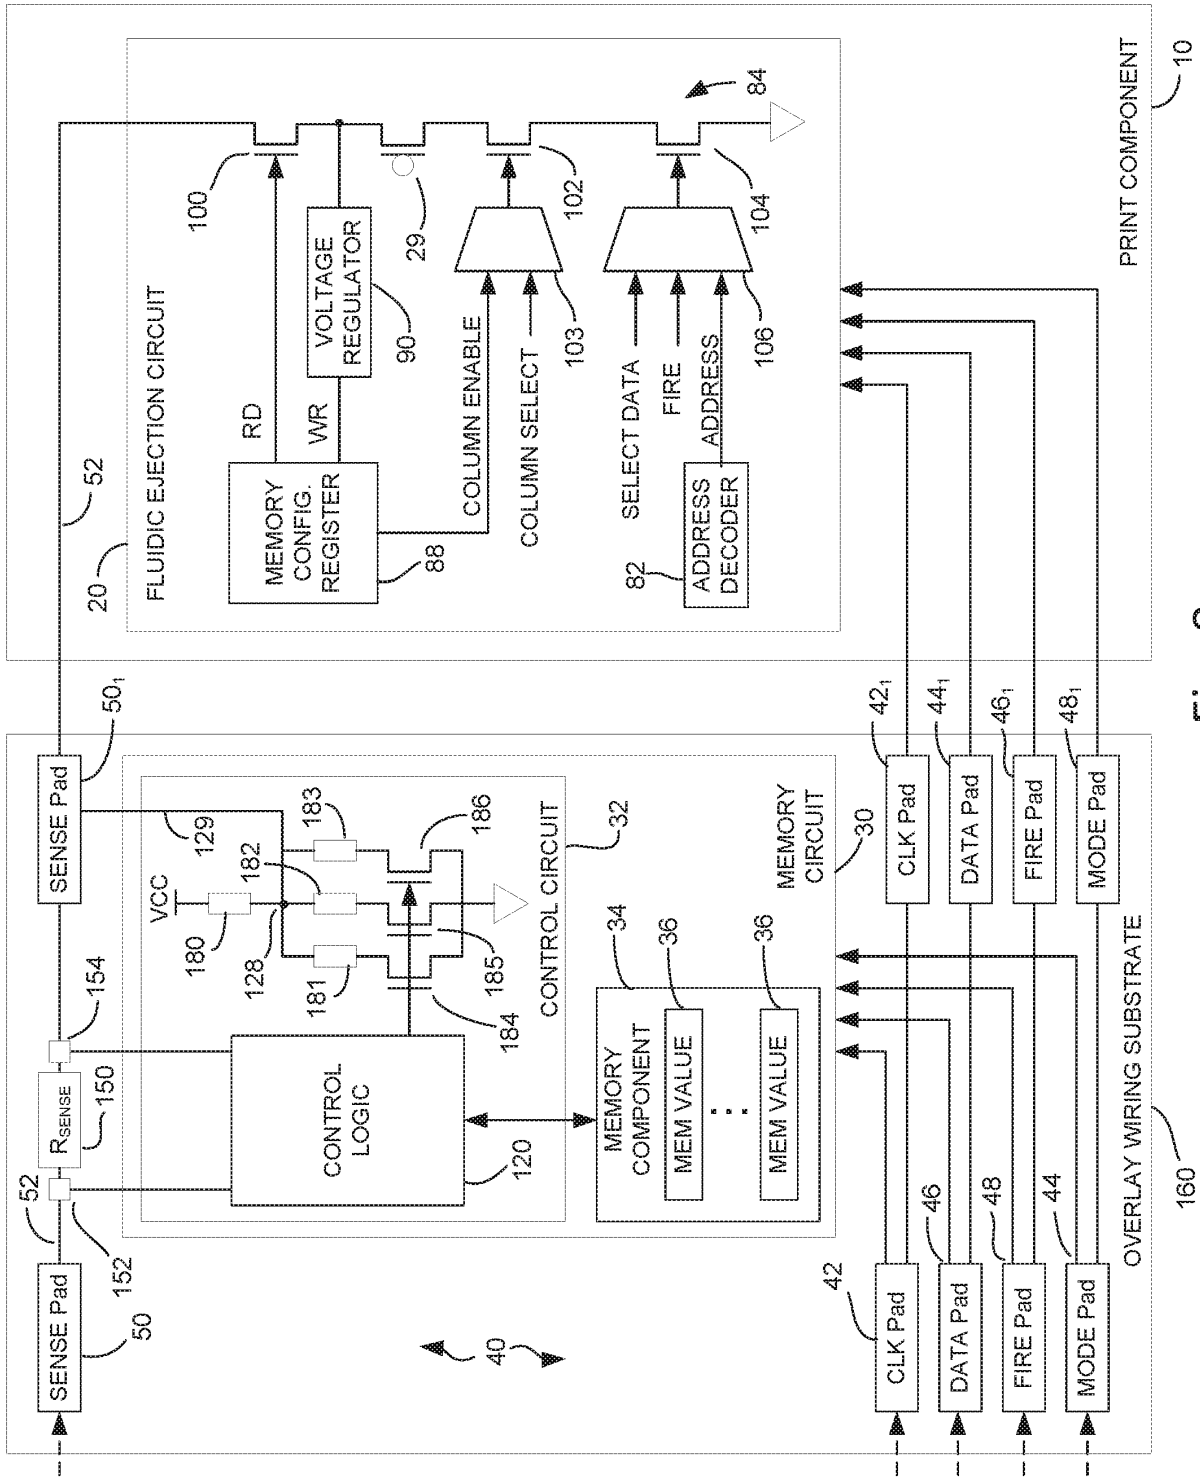 SENSE Pad
50
52
152
R_SENSE
150
154
SENSE Pad
50₁
52
129
VCC
180
128
181
182
183
184
185
186
CONTROL
LOGIC
120
CONTROL CIRCUIT
32
MEMORY
CIRCUIT
30
MEMORY
COMPONENT
34
MEM VALUE
36
MEM VALUE
36
40
CLK Pad
42
DATA Pad
46
FIRE Pad
48
MODE Pad
44
CLK Pad
42₁
DATA Pad
44₁
FIRE Pad
46₁
MODE Pad
48₁
OVERLAY WIRING SUBSTRATE
160
20
FLUIDIC EJECTION CIRCUIT
MEMORY
CONFIG.
REGISTER
88
RD
WR
VOLTAGE
REGULATOR
90
100
29
102
104
84
COLUMN ENABLE
COLUMN SELECT
103
SELECT DATA
FIRE
ADDRESS
106
82
ADDRESS
DECODER
PRINT COMPONENT
10